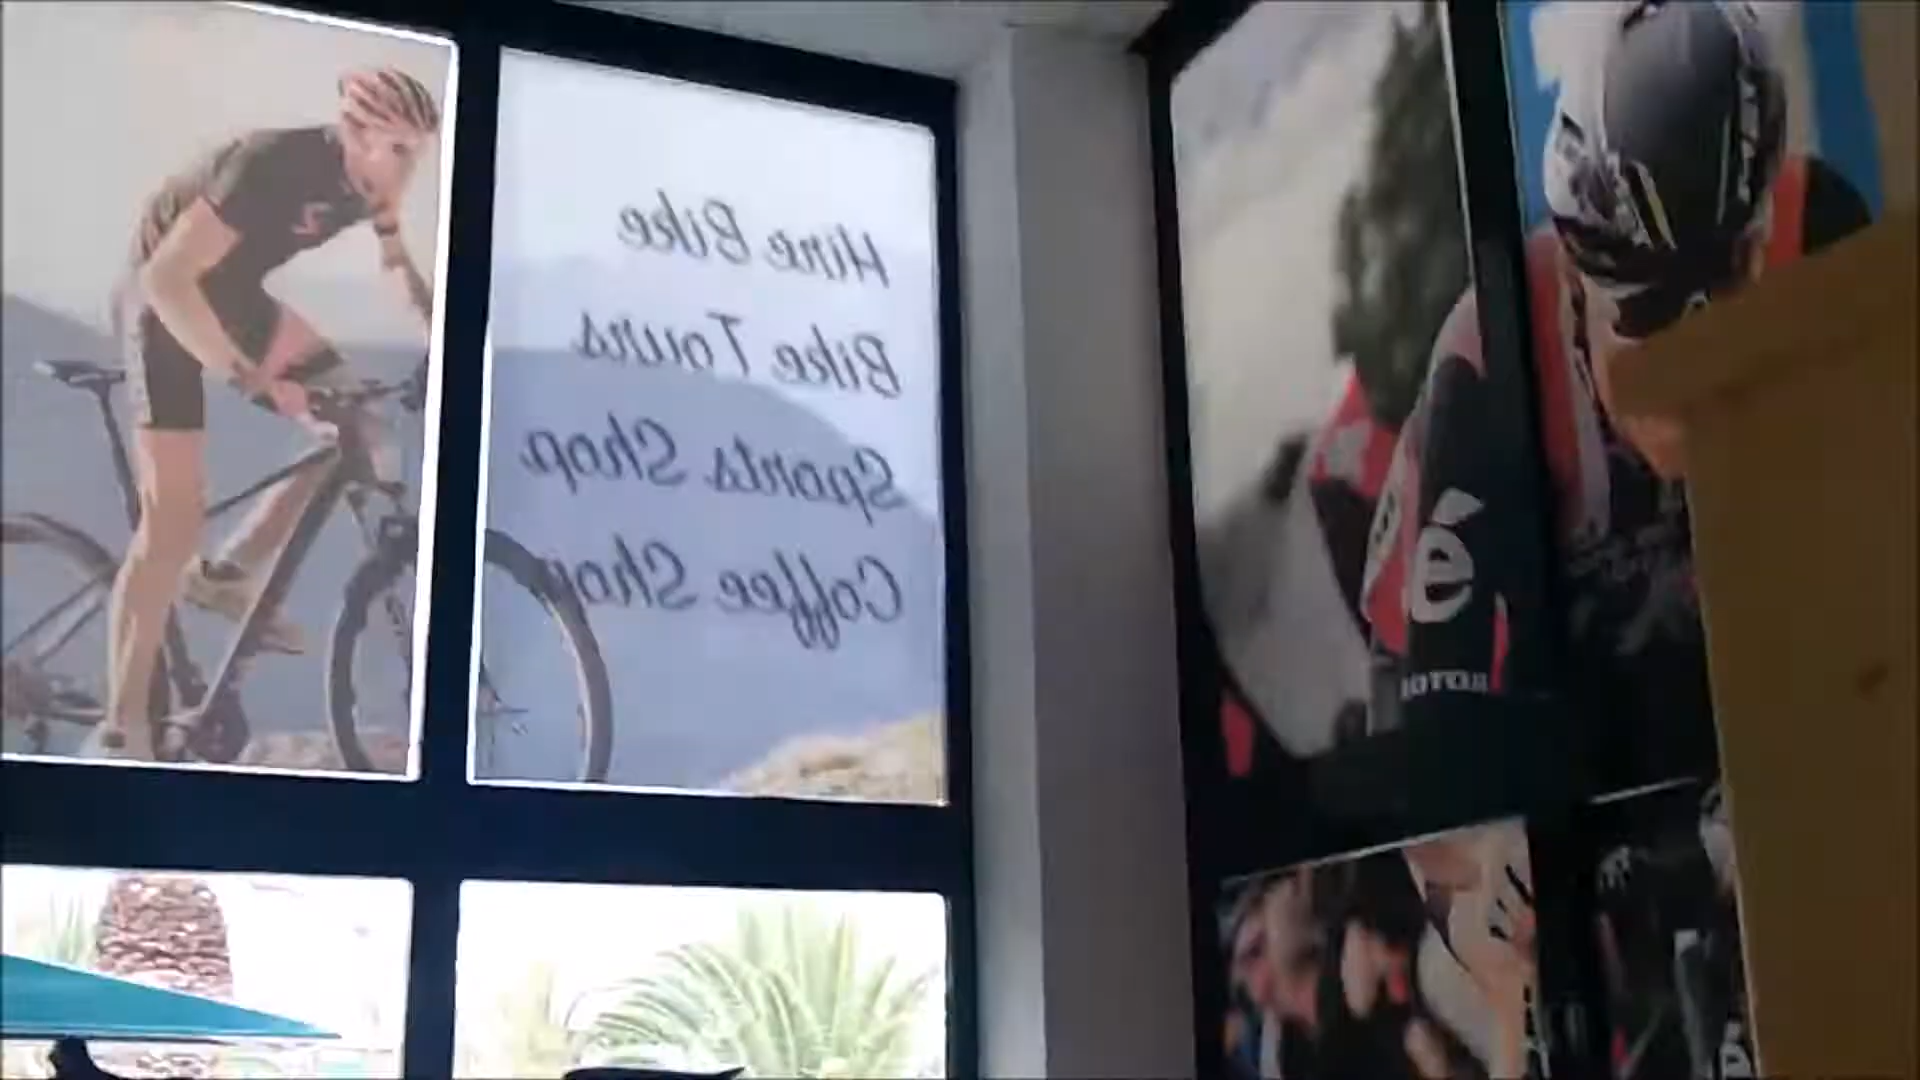 Hire Bike
Bike Tours
Sports Shop
Coffee Shop
é